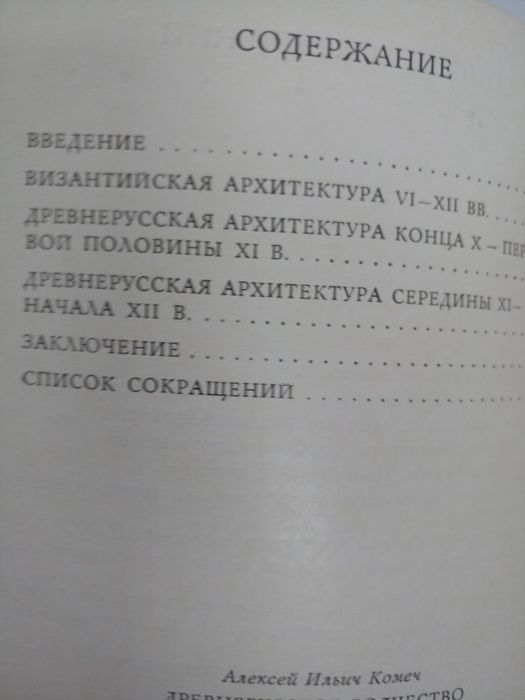 СОДЕРЖАНИЕ
ВВЕДЕНИЕ
ВИЗАНТИЙСКАЯ АРХИТЕКТУРА VI–XII ВВ.
ДРЕВНЕРУССКАЯ АРХИТЕКТУРА КОНЦА X – ПЕР
ВОЙ ПОЛОВИНЫ XI В.
ДРЕВНЕРУССКАЯ АРХИТЕКТУРА СЕРЕДИНЫ XI–
НАЧАЛА XII В.
ЗАКЛЮЧЕНИЕ
СПИСОК СОКРАЩЕНИЙ
Алексей Ильич Комеч